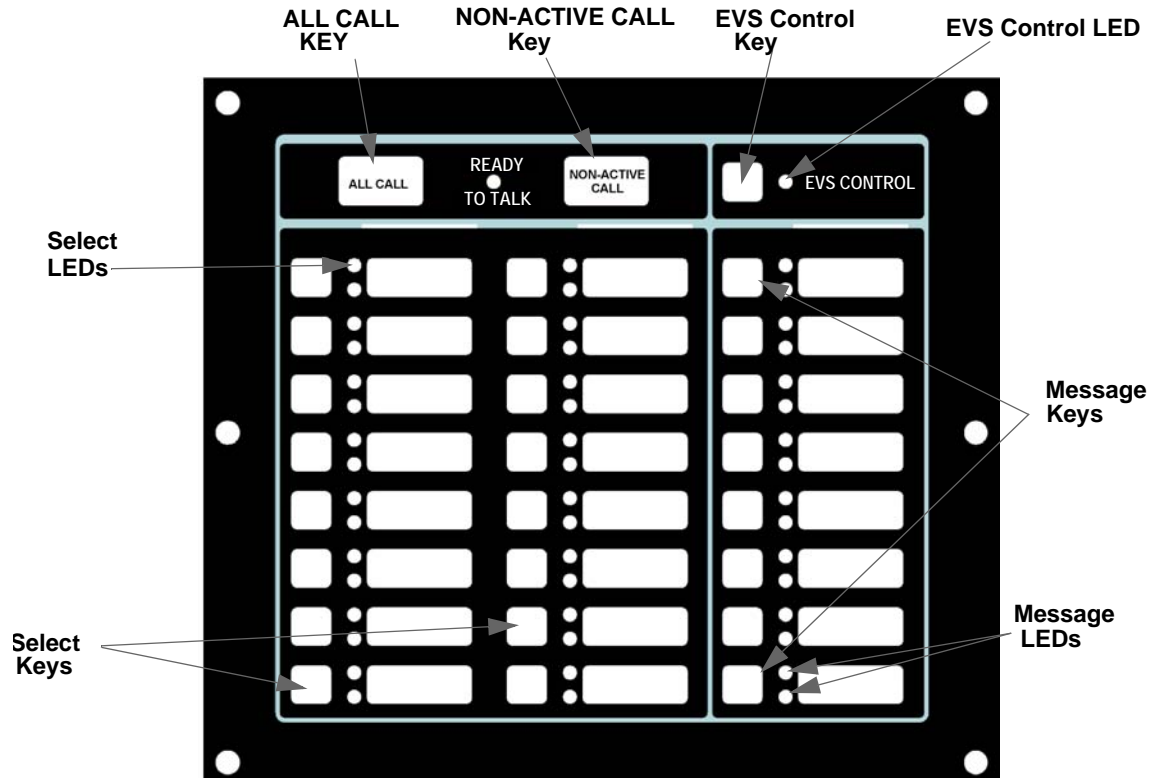 ALL CALL
KEY
NON-ACTIVE CALL
Key
EVS Control
Key
EVS Control LED
ALL CALL
READY
TO TALK
NON-ACTIVE
CALL
EVS CONTROL
Select
LEDs
Message
Keys
Select
Keys
Message
LEDs